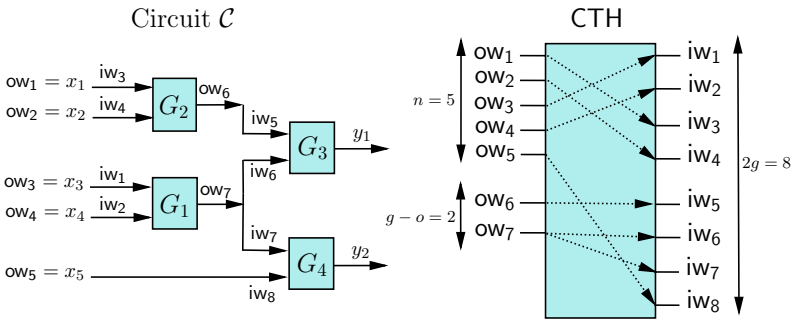 Circuit C
ow₁ = x₁
iw₃
ow₂ = x₂
iw₄
G₂
ow₆
iw₅
G₃
y₁
iw₆
ow₃ = x₃
iw₁
ow₄ = x₄
iw₂
G₁
ow₇
iw₇
G₄
y₂
ow₅ = x₅
iw₈
CTH
ow₁
ow₂
ow₃
ow₄
ow₅
n = 5
ow₆
ow₇
g − o = 2
iw₁
iw₂
iw₃
iw₄
iw₅
iw₆
iw₇
iw₈
2g = 8